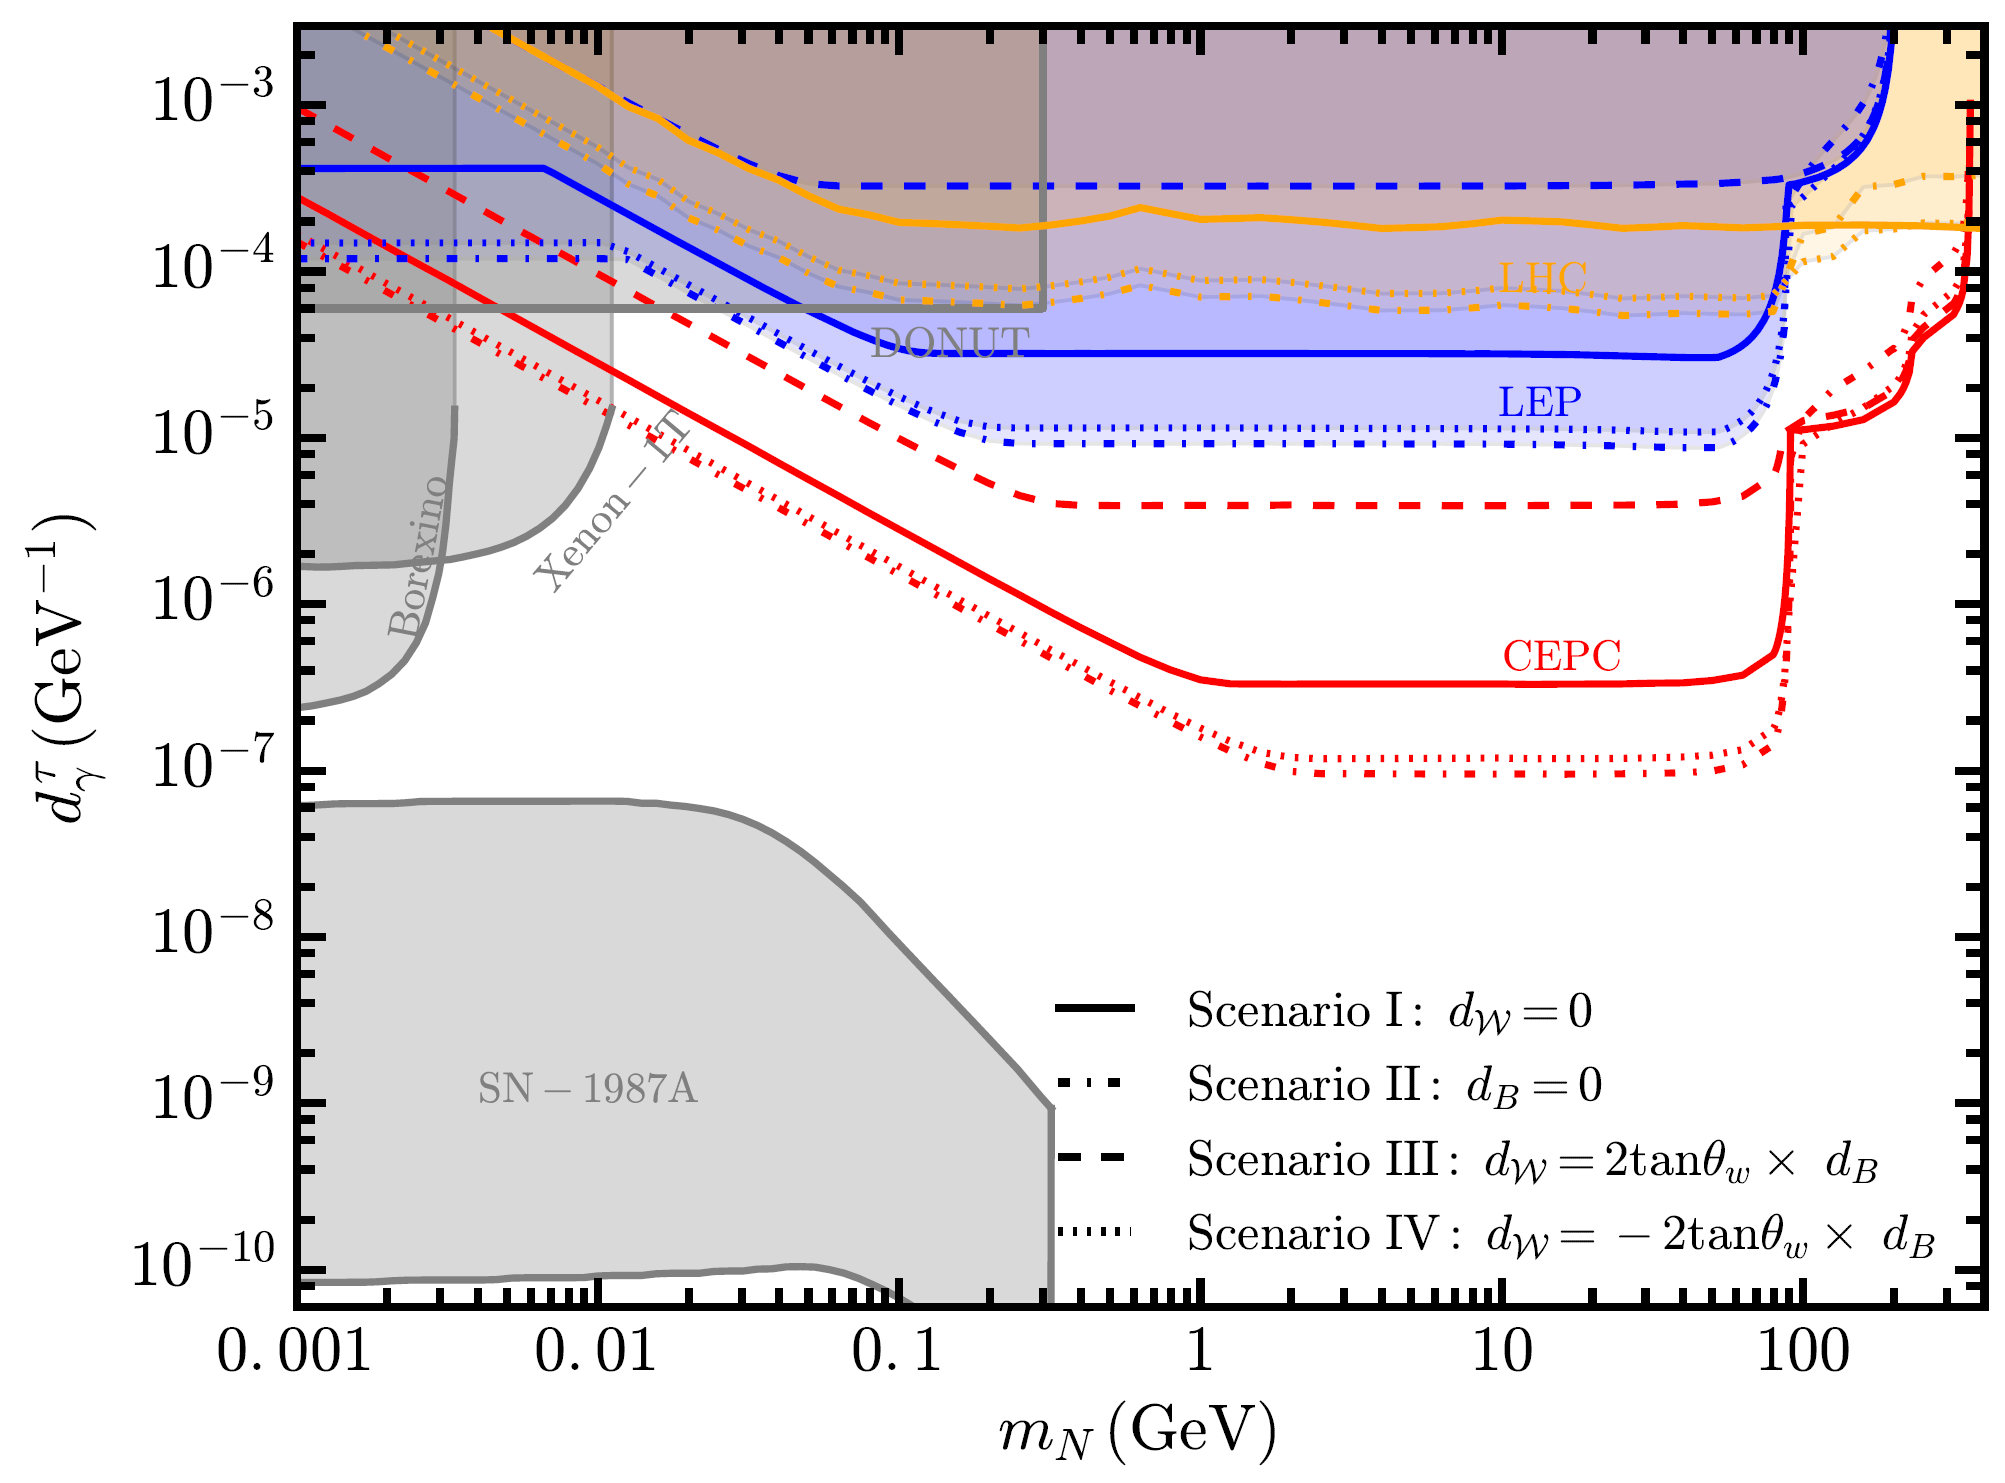 10⁻³
10⁻⁴
10⁻⁵
10⁻⁶
10⁻⁷
10⁻⁸
10⁻⁹
10⁻¹⁰
d_γ^τ (GeV⁻¹)
LHC
DONUT
LEP
Xenon − 1T
Borexino
CEPC
SN − 1987A
Scenario I : d_𝒲 = 0
Scenario II : d_B = 0
Scenario III : d_𝒲 = 2tanθ_w × d_B
Scenario IV : d_𝒲 = − 2tanθ_w × d_B
0.001 0.01 0.1 1 10 100
m_N (GeV)